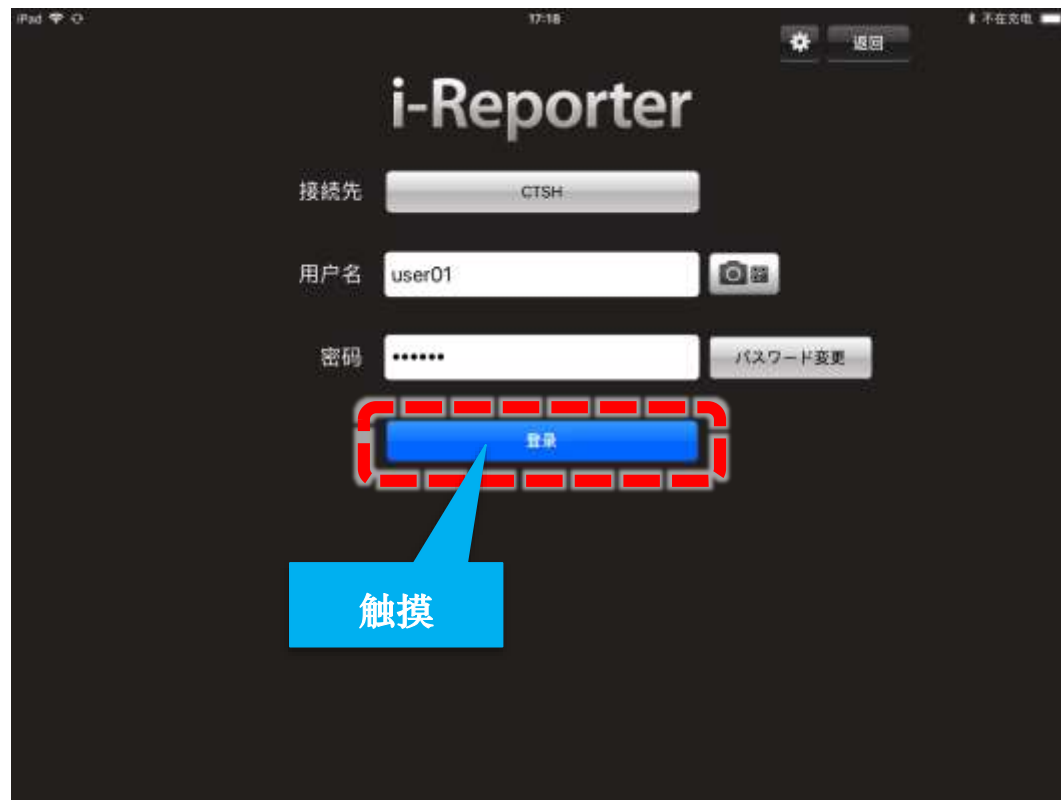 iPad 17:18 不在充电
返回
i-Reporter
接続先 CTSH
用户名 user01
密码 •••••• パスワード変更
登录
触摸